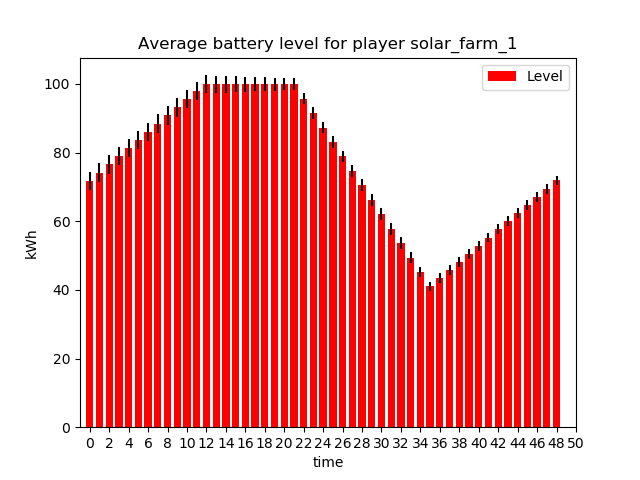 Average battery level for player solar_farm_1
Level
kWh
100
80
60
40
20
0
0 2 4 6 8 10 12 14 16 18 20 22 24 26 28 30 32 34 36 38 40 42 44 46 48 50
time